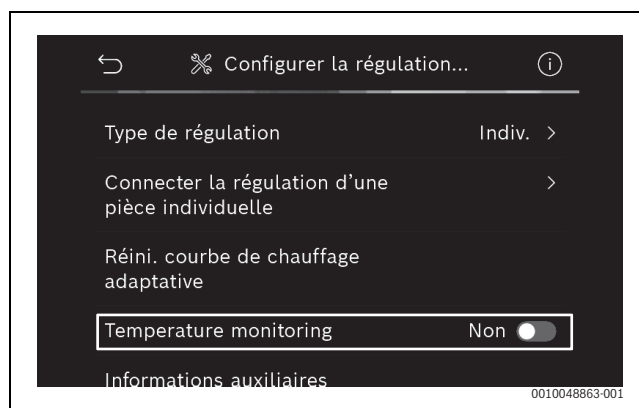 Configurer la régulation...
Type de régulation Indiv. >
Connecter la régulation d'une
pièce individuelle >
Réini. courbe de chauffage
adaptative
Temperature monitoring Non
Informations auxiliaires
0010048863-001